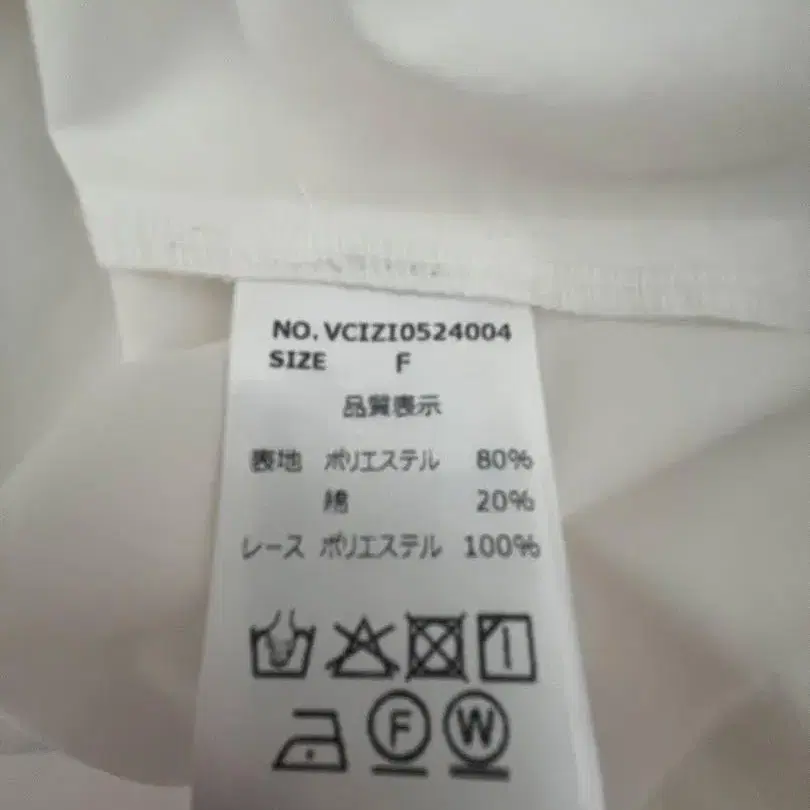 NO.VCIZI0524004
SIZE F
品質表示
表地 ポリエステル 80%
綿 20%
レース ポリエステル 100%
F W